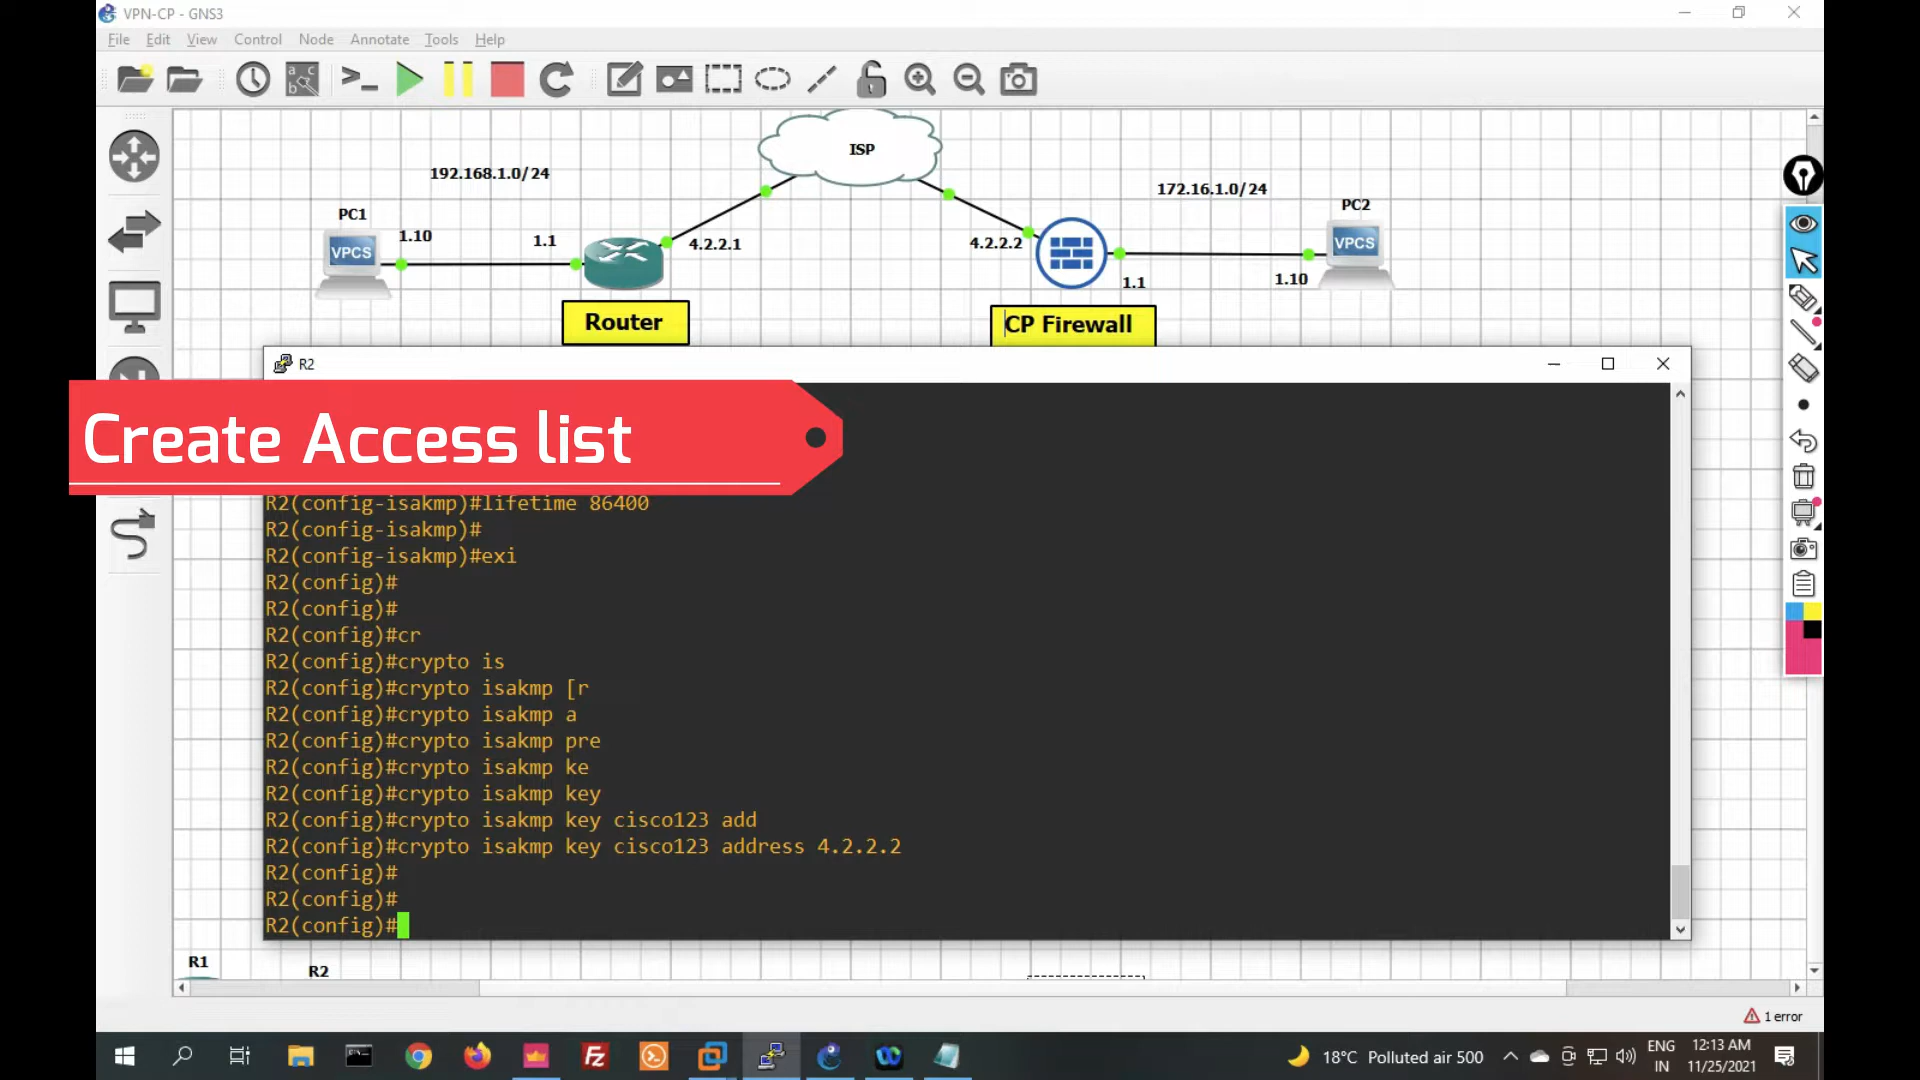 VPN-CP - GNS3
File Edit View Control Node Annotate Tools Help
ISP
192.168.1.0/24
172.16.1.0/24
PC1
PC2
VPCS
1.10
1.1
4.2.2.1
4.2.2.2
VPCS
1.1
1.10
Router
CP Firewall
R2
Create Access list
R2(config-isakmp)#lifetime 86400
R2(config-isakmp)#
R2(config-isakmp)#exi
R2(config)#
R2(config)#
R2(config)#cr
R2(config)#crypto is
R2(config)#crypto isakmp [r
R2(config)#crypto isakmp a
R2(config)#crypto isakmp pre
R2(config)#crypto isakmp ke
R2(config)#crypto isakmp key
R2(config)#crypto isakmp key cisco123 add
R2(config)#crypto isakmp key cisco123 address 4.2.2.2
R2(config)#
R2(config)#
R2(config)#
R1
R2
1 error
18°C Polluted air 500
ENG
IN
12:13 AM
11/25/2021